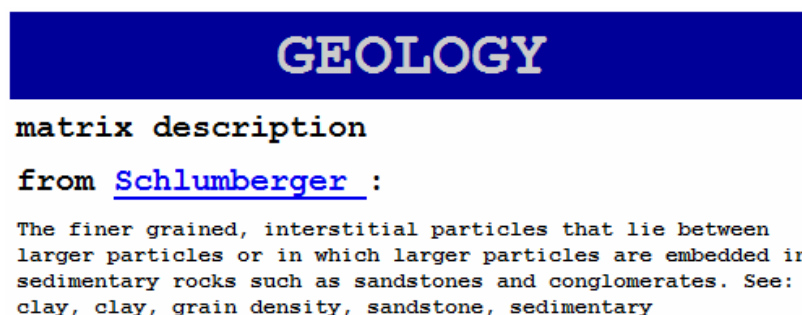 GEOLOGY
matrix description
from Schlumberger :
The finer grained, interstitial particles that lie between
larger particles or in which larger particles are embedded in
sedimentary rocks such as sandstones and conglomerates. See:
clay, clay, grain density, sandstone, sedimentary